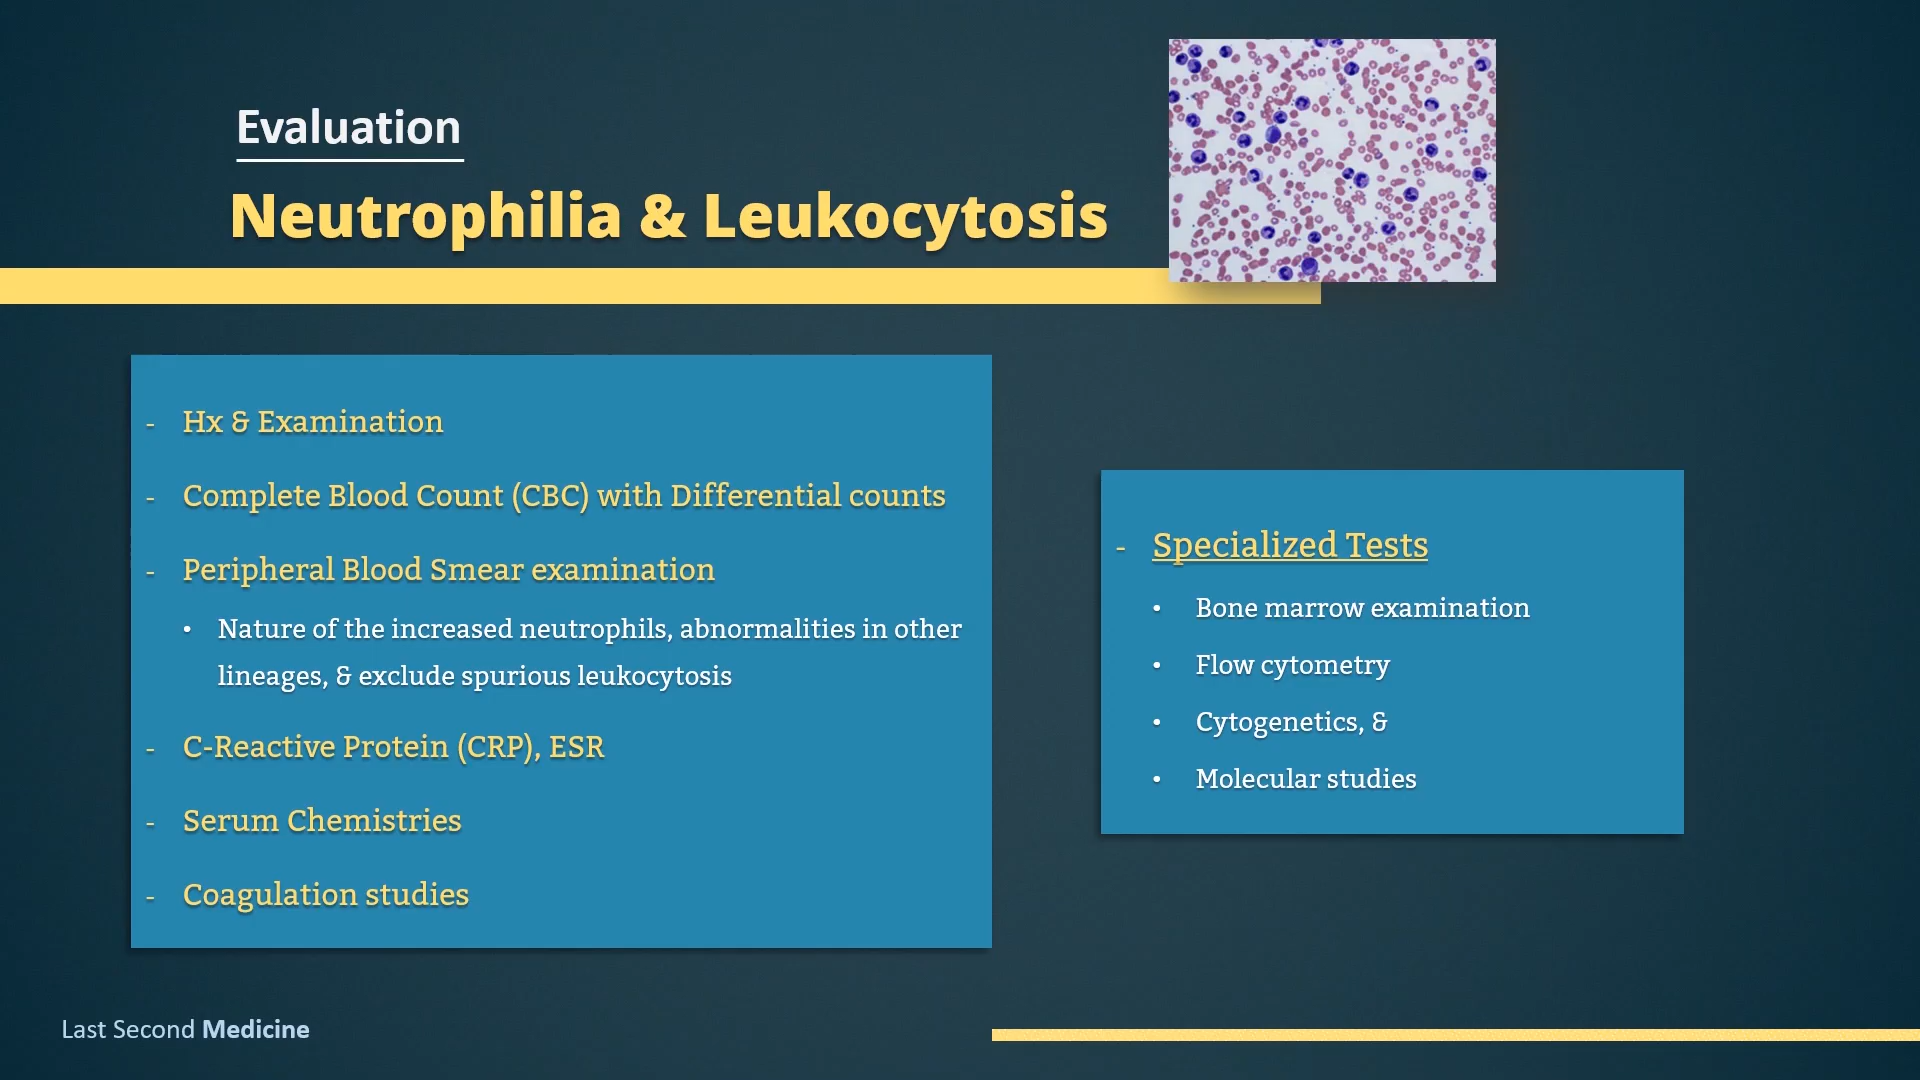 Evaluation
Neutrophilia & Leukocytosis
- Hx & Examination
- Complete Blood Count (CBC) with Differential counts
- Peripheral Blood Smear examination
• Nature of the increased neutrophils, abnormalities in other
lineages, & exclude spurious leukocytosis
- C-Reactive Protein (CRP), ESR
- Serum Chemistries
- Coagulation studies
- Specialized Tests
• Bone marrow examination
• Flow cytometry
• Cytogenetics, &
• Molecular studies
Last Second Medicine